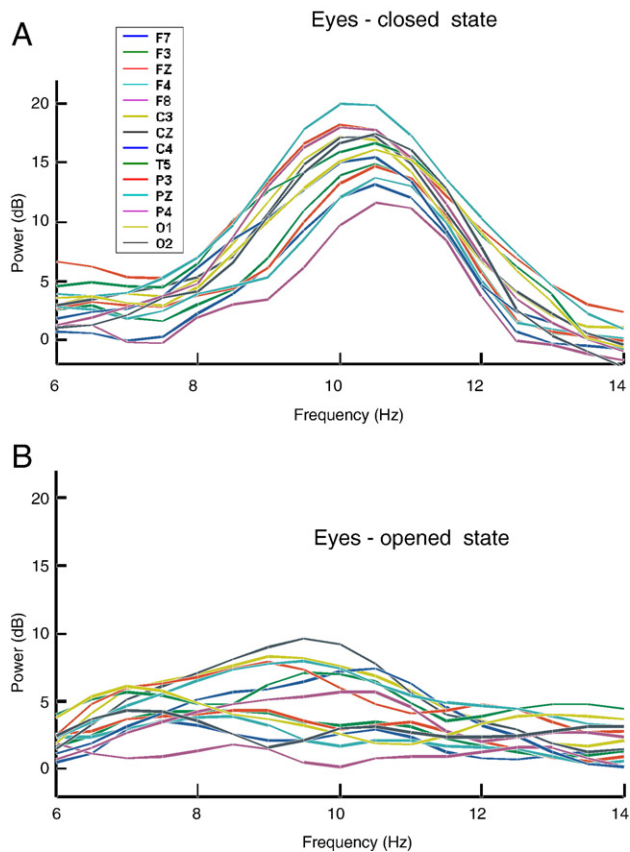 A
Eyes - closed state
F7
F3
FZ
F4
F8
C3
CZ
C4
T5
P3
PZ
P4
O1
O2
20
15
10
5
0
Power (dB)
6 8 10 12 14
Frequency (Hz)
B
Eyes - opened state
20
15
10
5
0
Power (dB)
6 8 10 12 14
Frequency (Hz)